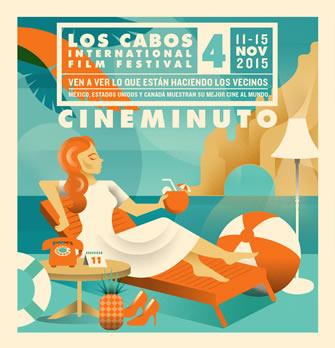 LOS CABOS
INTERNATIONAL
FILM FESTIVAL
4
11-15
NOV
2015
VEN A VER LO QUE ESTÁN HACIENDO LOS VECINOS
MÉXICO, ESTADOS UNIDOS Y CANADÁ MUESTRAN SU MEJOR CINE AL MUNDO
CINEMINUTO
11